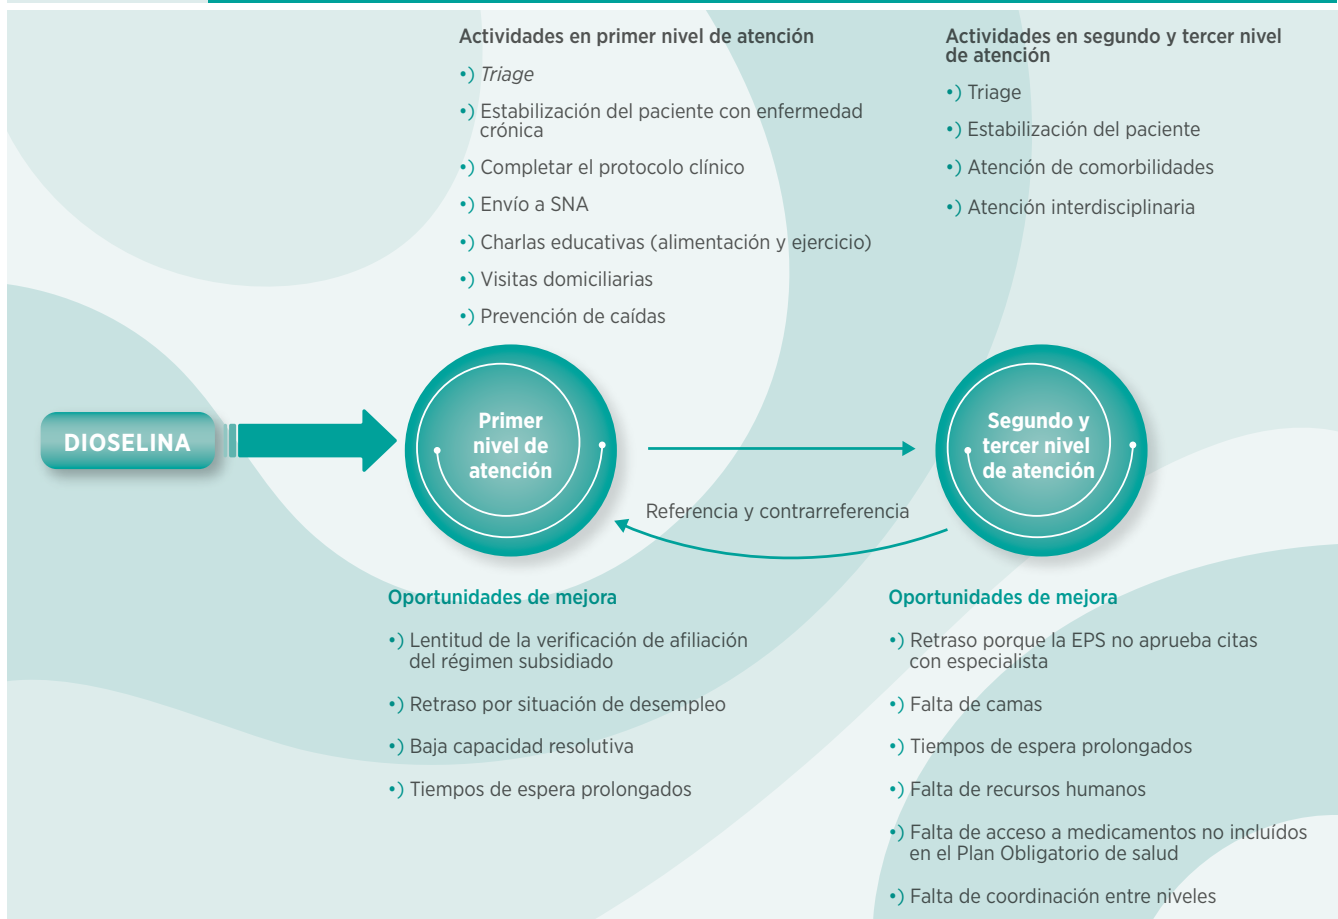 Actividades en primer nivel de atención
•) Triage
•) Estabilización del paciente con enfermedad
crónica
•) Completar el protocolo clínico
•) Envío a SNA
•) Charlas educativas (alimentación y ejercicio)
•) Visitas domiciliarias
•) Prevención de caídas
Actividades en segundo y tercer nivel
de atención
•) Triage
•) Estabilización del paciente
•) Atención de comorbilidades
•) Atención interdisciplinaria
DIOSELINA
Primer
nivel de
atención
Segundo y
tercer nivel
de atención
Referencia y contrarreferencia
Oportunidades de mejora
•) Lentitud de la verificación de afiliación
del régimen subsidiado
•) Retraso por situación de desempleo
•) Baja capacidad resolutiva
•) Tiempos de espera prolongados
Oportunidades de mejora
•) Retraso porque la EPS no aprueba citas
con especialista
•) Falta de camas
•) Tiempos de espera prolongados
•) Falta de recursos humanos
•) Falta de acceso a medicamentos no incluídos
en el Plan Obligatorio de salud
•) Falta de coordinación entre niveles